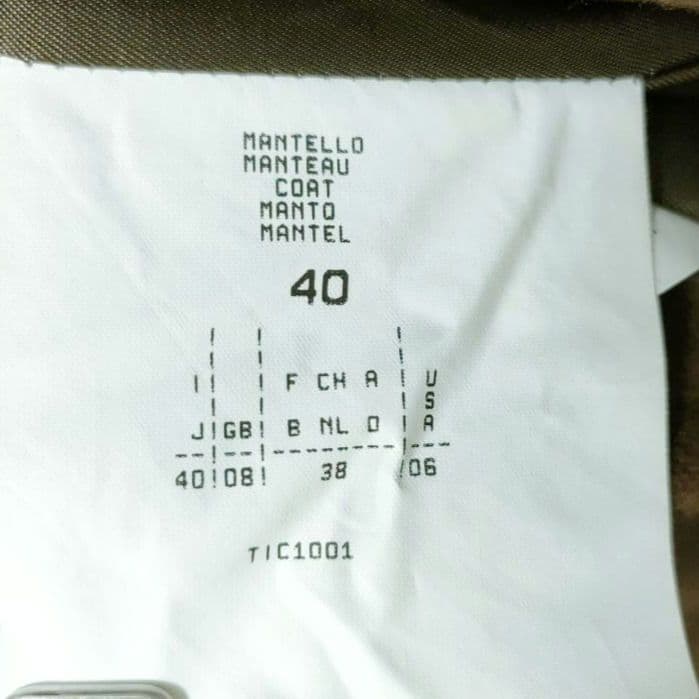 MANTELLO
MANTEAU
COAT
MANTO
MANTEL
40
I F CH A U
S
J GB B NL D A
40 08 38 06
TIC1001